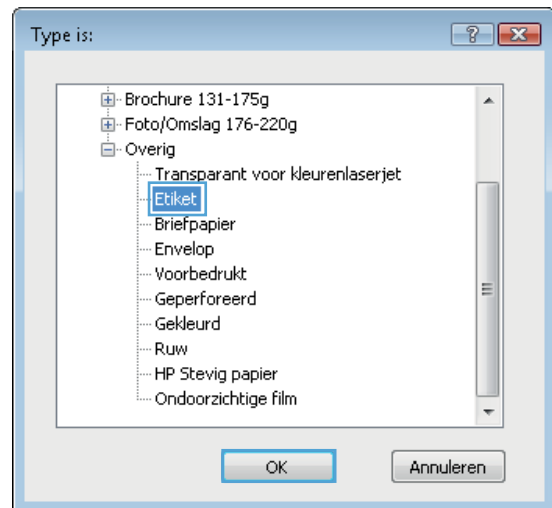 Type is:
Brochure 131-175g
Foto/Omslag 176-220g
Overig
Transparant voor kleurenlaserjet
Etiket
Briefpapier
Envelop
Voorbedrukt
Geperforeerd
Gekleurd
Ruw
HP Stevig papier
Ondoorzichtige film
OK Annuleren